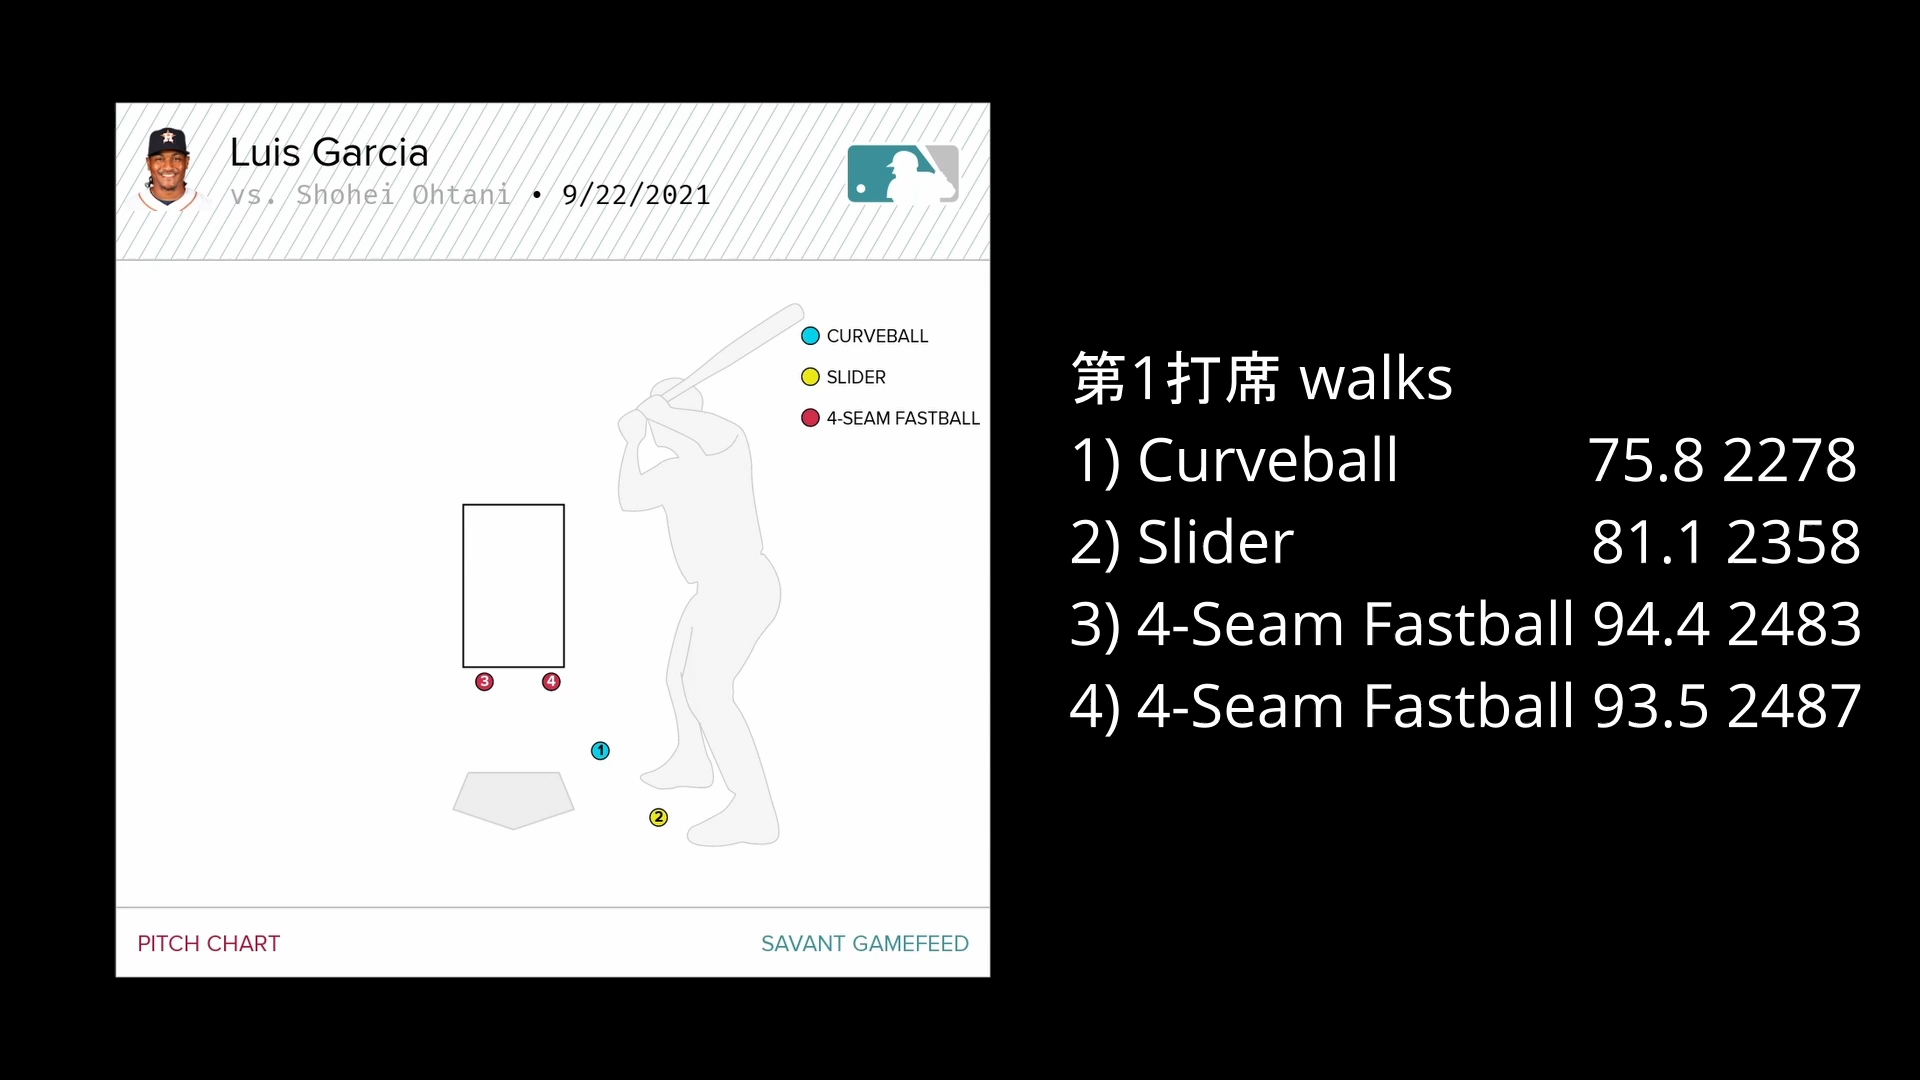 Luis Garcia
vs. Shohei Ohtani • 9/22/2021
CURVEBALL
SLIDER
4-SEAM FASTBALL
3 4
1
2
PITCH CHART SAVANT GAMEFEED
第1打席 walks
1) Curveball 75.8 2278
2) Slider 81.1 2358
3) 4-Seam Fastball 94.4 2483
4) 4-Seam Fastball 93.5 2487